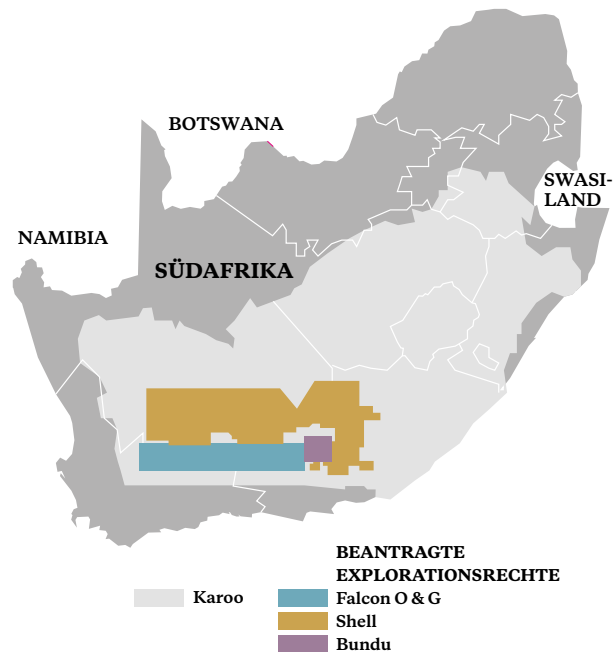 BOTSWANA
SWASI-
LAND
NAMIBIA
SÜDAFRIKA
BEANTRAGTE
EXPLORATIONSRECHTE
Karoo
Falcon O & G
Shell
Bundu